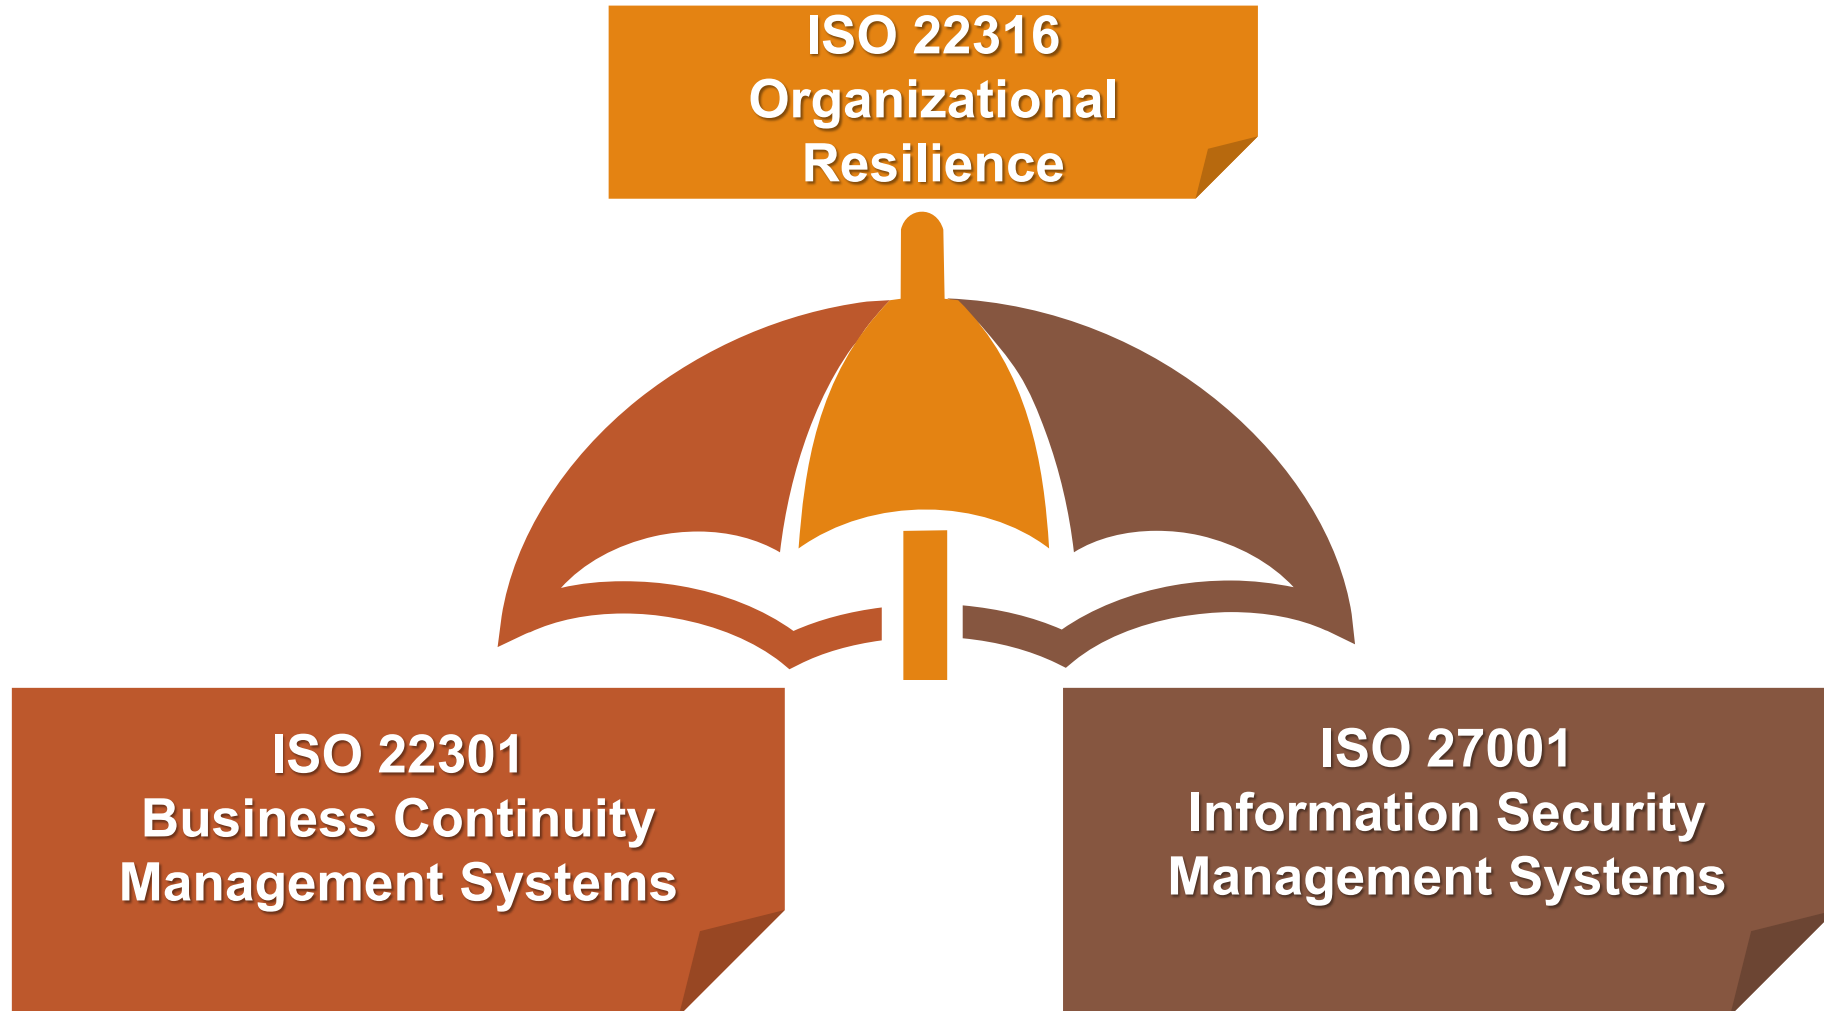 ISO 22316
Organizational
Resilience
ISO 22301
Business Continuity
Management Systems
ISO 27001
Information Security
Management Systems